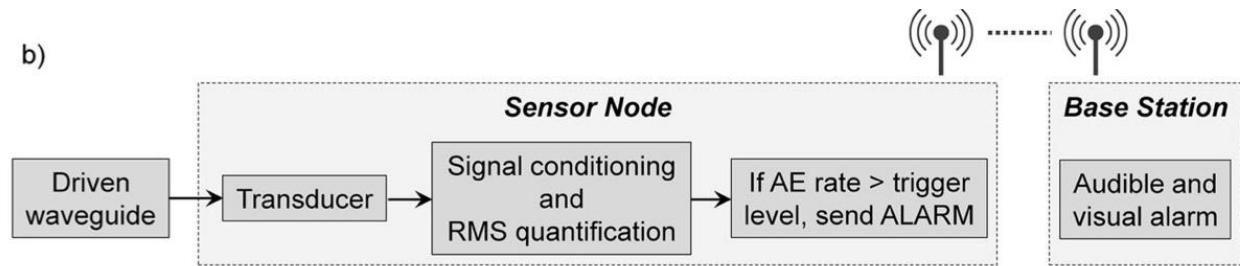 b)
Sensor Node
Base Station
Driven
waveguide
Transducer
Signal conditioning
and
RMS quantification
If AE rate > trigger
level, send ALARM
Audible and
visual alarm